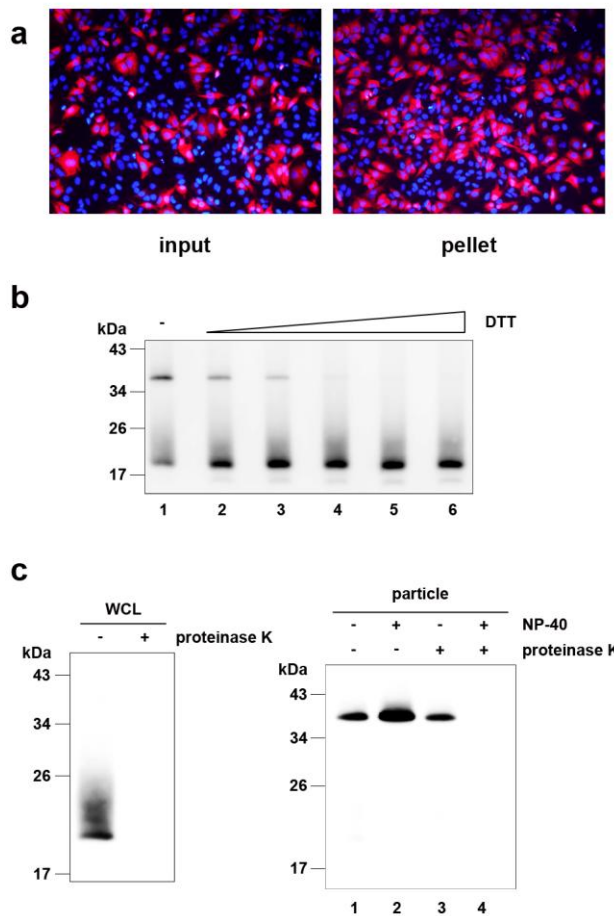 a
input pellet
b
kDa - DTT
43
34
26
17
1 2 3 4 5 6
c
WCL
- + proteinase K
kDa
43
34
26
17
particle
- + - + NP-40
- - + + proteinase K
kDa
43
34
26
17
1 2 3 4